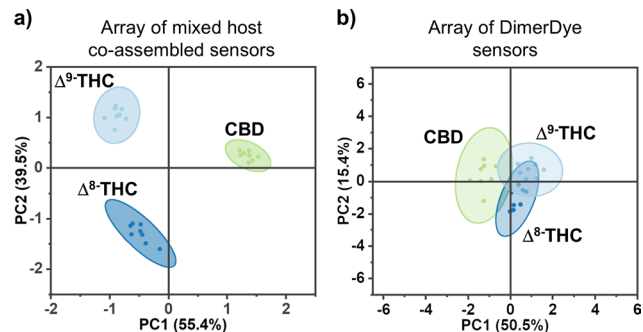 a)
Array of mixed host
co-assembled sensors
Δ⁹-THC
CBD
Δ⁸-THC
PC2 (39.5%)
2
1
0
-1
-2
-2
-1
0
1
2
PC1 (55.4%)
b)
Array of DimerDye
sensors
CBD
Δ⁹-THC
Δ⁸-THC
PC2 (15.4%)
6
4
2
0
-2
-4
-6
-6
-4
-2
0
2
4
6
PC1 (50.5%)